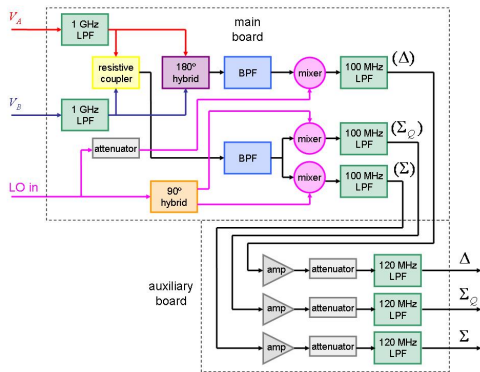 V_A
1 GHz
LPF
main
board
resistive
coupler
180º
hybrid
BPF
mixer
100 MHz
LPF
(Δ)
V_B
1 GHz
LPF
attenuator
BPF
mixer
100 MHz
LPF
(Σ_Q)
mixer
100 MHz
LPF
(Σ)
LO in
90º
hybrid
auxiliary
board
amp
attenuator
120 MHz
LPF
Δ
amp
attenuator
120 MHz
LPF
Σ_Q
amp
attenuator
120 MHz
LPF
Σ